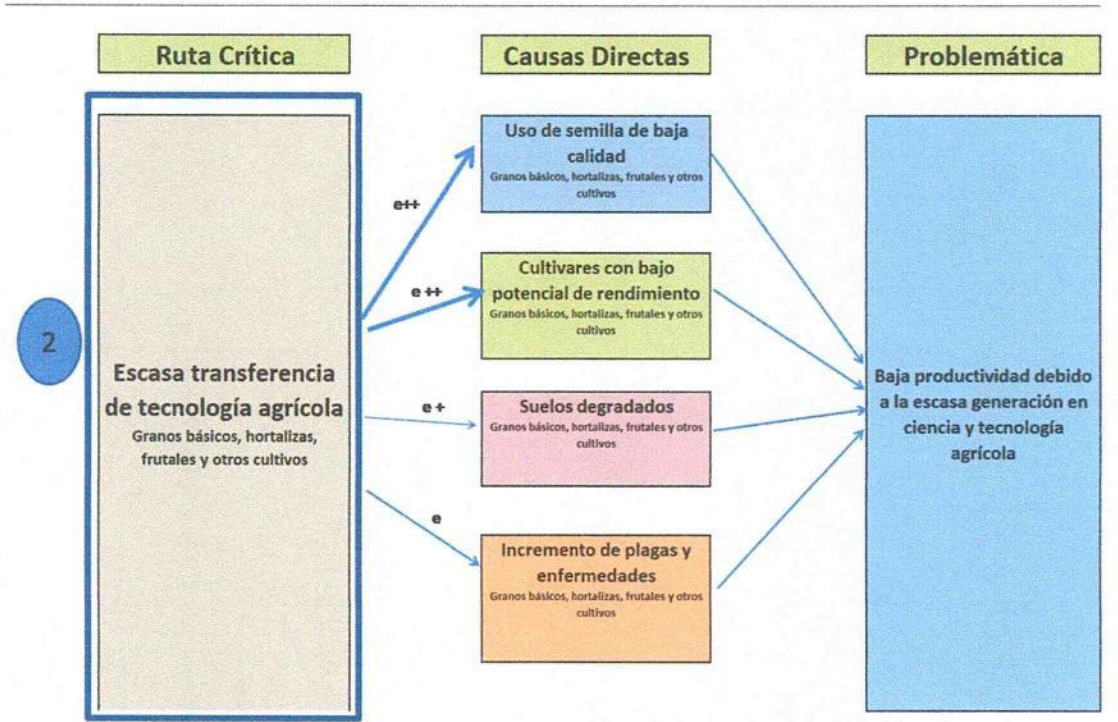 Ruta Crítica
Causas Directas
Problemática
2
Escasa transferencia
de tecnología agrícola
Granos básicos, hortalizas,
frutales y otros cultivos
e++
e ++
e +
e
Uso de semilla de baja
calidad
Granos básicos, hortalizas, frutales y otros
cultivos
Cultivares con bajo
potencial de rendimiento
Granos básicos, hortalizas, frutales y otros
cultivos
Suelos degradados
Granos básicos, hortalizas, frutales y otros
cultivos
Incremento de plagas y
enfermedades
Granos básicos, hortalizas, frutales y otros
cultivos
Baja productividad debido
a la escasa generación en
ciencia y tecnología
agrícola